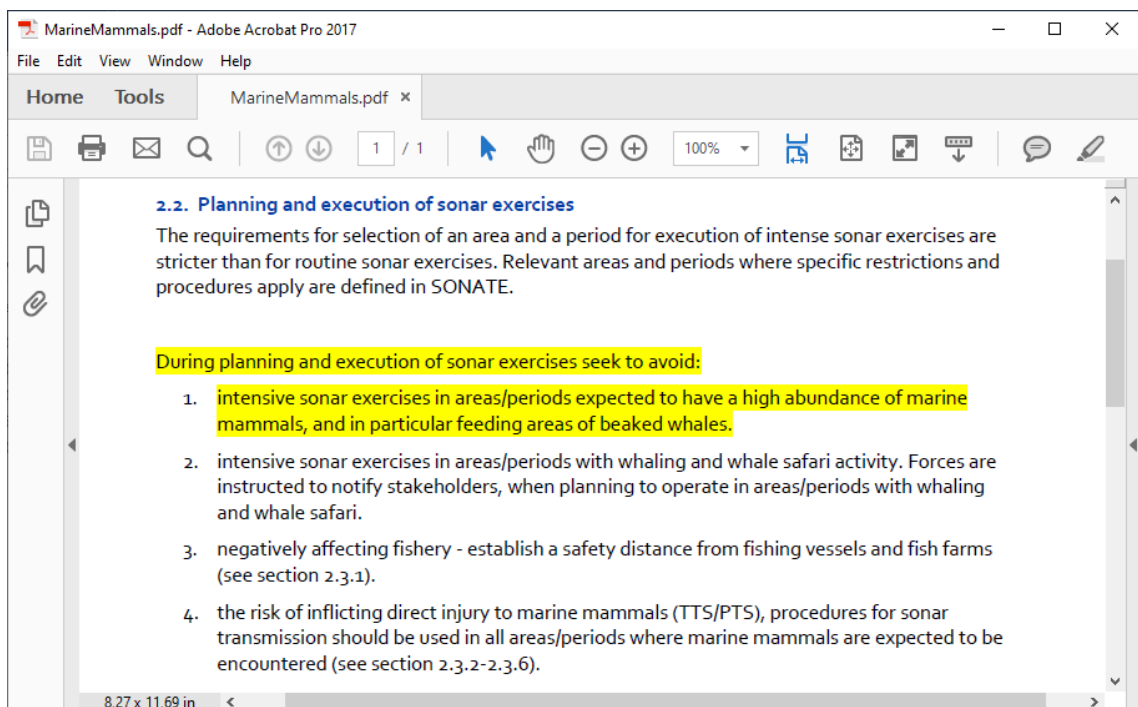 MarineMammals.pdf - Adobe Acrobat Pro 2017
File Edit View Window Help
Home Tools MarineMammals.pdf ×
1 / 1 100%
2.2. Planning and execution of sonar exercises
The requirements for selection of an area and a period for execution of intense sonar exercises are
stricter than for routine sonar exercises. Relevant areas and periods where specific restrictions and
procedures apply are defined in SONATE.
During planning and execution of sonar exercises seek to avoid:
1. intensive sonar exercises in areas/periods expected to have a high abundance of marine
mammals, and in particular feeding areas of beaked whales.
2. intensive sonar exercises in areas/periods with whaling and whale safari activity. Forces are
instructed to notify stakeholders, when planning to operate in areas/periods with whaling
and whale safari.
3. negatively affecting fishery - establish a safety distance from fishing vessels and fish farms
(see section 2.3.1).
4. the risk of inflicting direct injury to marine mammals (TTS/PTS), procedures for sonar
transmission should be used in all areas/periods where marine mammals are expected to be
encountered (see section 2.3.2-2.3.6).
8.27 x 11.69 in